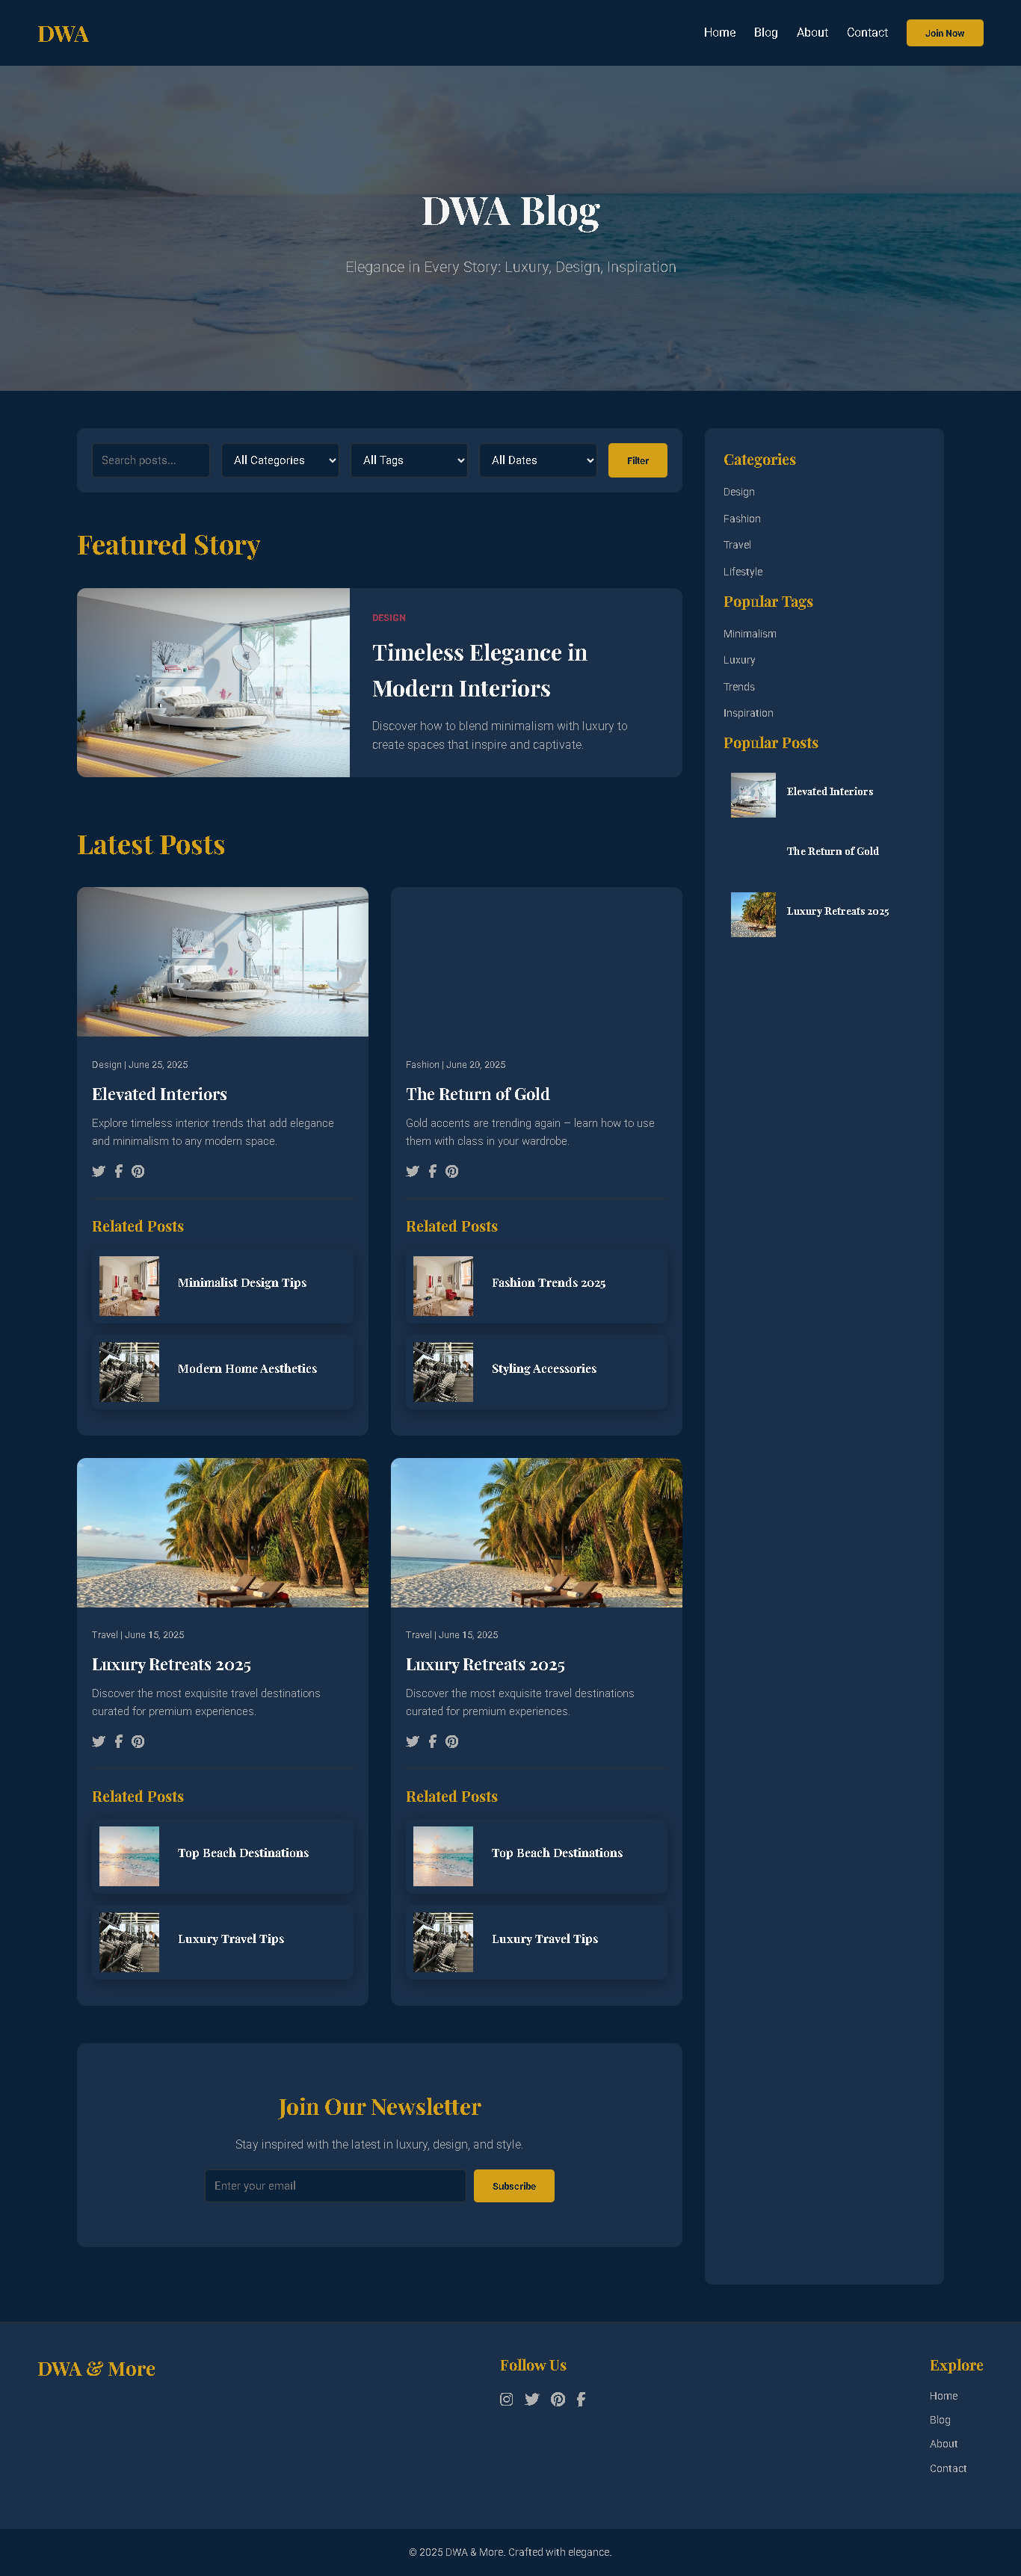 DWA
Home
Blog
About
Contact
Join Now
DWA Blog
Elegance in Every Story: Luxury, Design, Inspiration
Search posts...
All Categories
All Tags
All Dates
Filter
Featured Story
DESIGN
Timeless Elegance in
Modern Interiors
Discover how to blend minimalism with luxury to
create spaces that inspire and captivate.
Latest Posts
Design | June 25, 2025
Elevated Interiors
Explore timeless interior trends that add elegance
and minimalism to any modern space.
Related Posts
Minimalist Design Tips
Modern Home Aesthetics
Fashion | June 20, 2025
The Return of Gold
Gold accents are trending again – learn how to use
them with class in your wardrobe.
Related Posts
Fashion Trends 2025
Styling Accessories
Travel | June 15, 2025
Luxury Retreats 2025
Discover the most exquisite travel destinations
curated for premium experiences.
Related Posts
Top Beach Destinations
Luxury Travel Tips
Travel | June 15, 2025
Luxury Retreats 2025
Discover the most exquisite travel destinations
curated for premium experiences.
Related Posts
Top Beach Destinations
Luxury Travel Tips
Join Our Newsletter
Stay inspired with the latest in luxury, design, and style.
Enter your email
Subscribe
Categories
Design
Fashion
Travel
Lifestyle
Popular Tags
Minimalism
Luxury
Trends
Inspiration
Popular Posts
Elevated Interiors
The Return of Gold
Luxury Retreats 2025
DWA & More
Follow Us
Explore
Home
Blog
About
Contact
© 2025 DWA & More. Crafted with elegance.